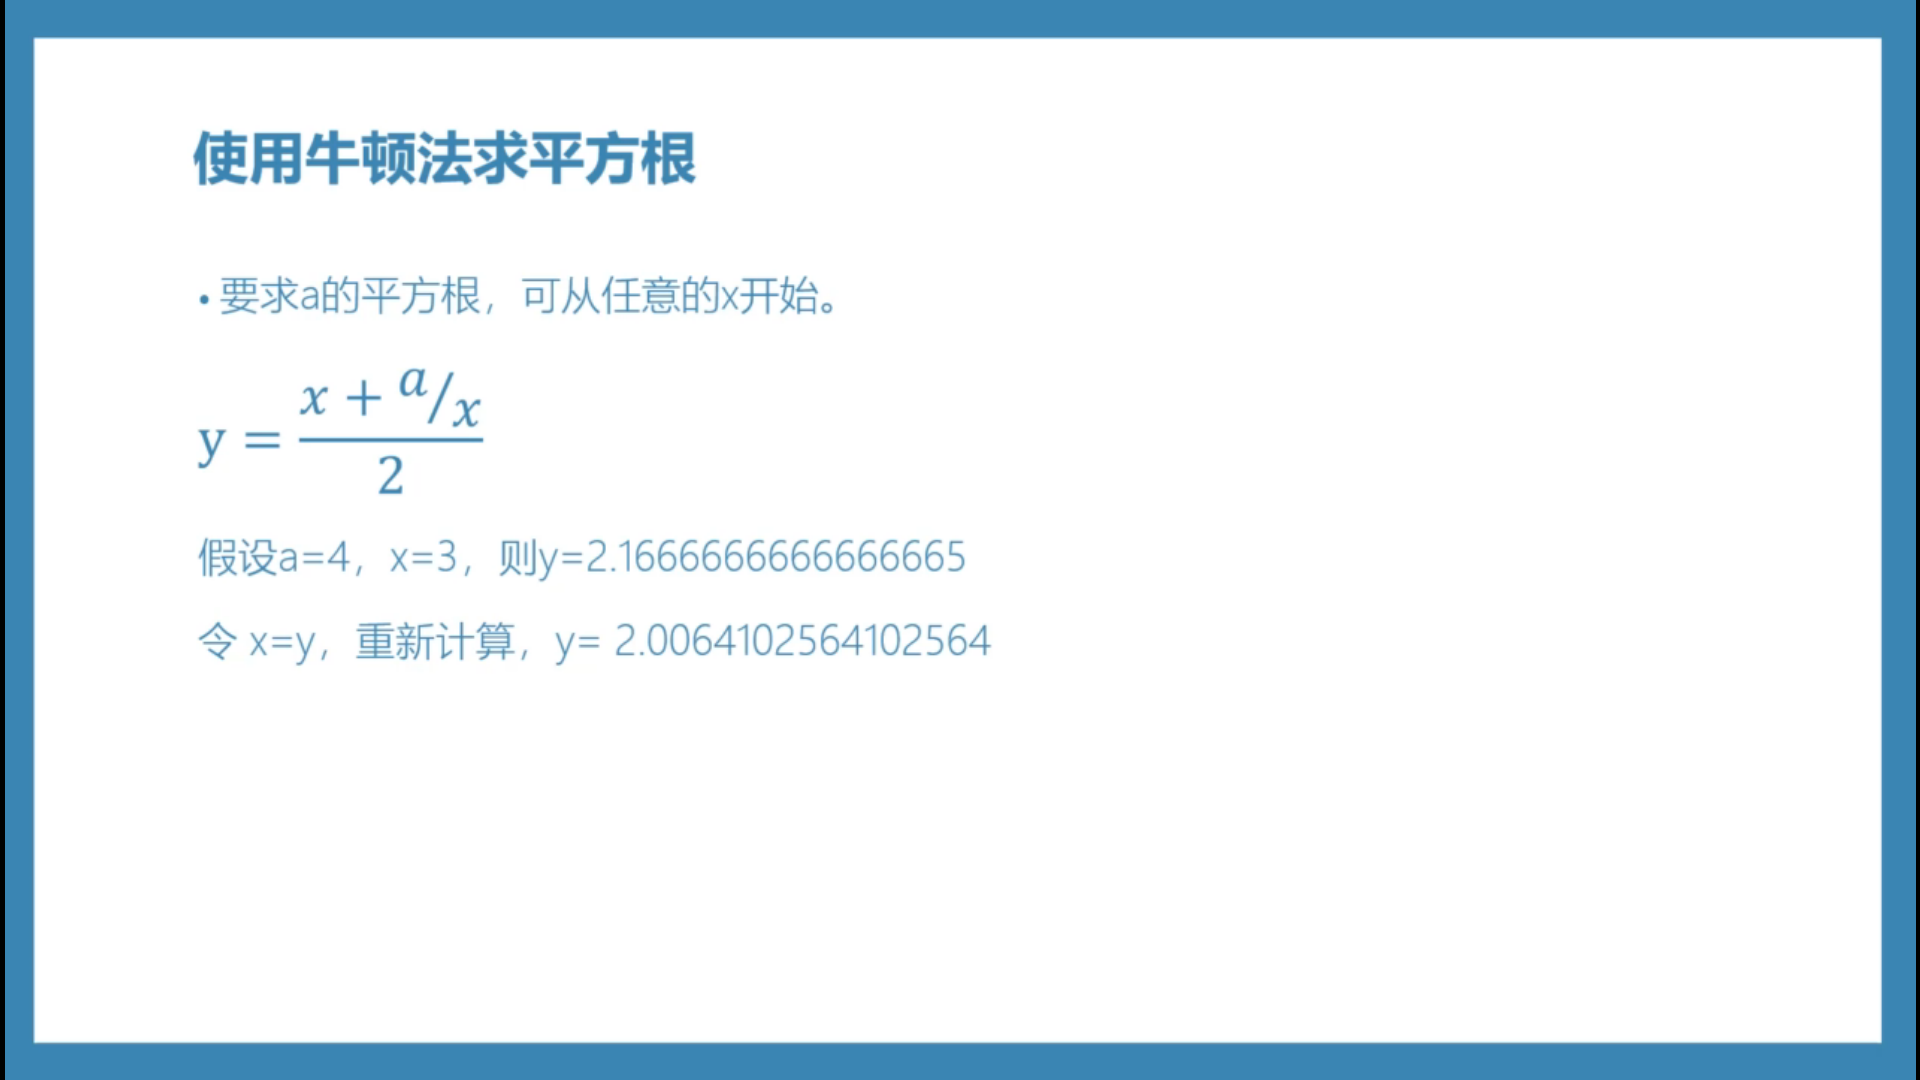 使用牛顿法求平方根
• 要求a的平方根，可从任意的x开始。
y = (x + a/x) / 2
假设a=4，x=3，则y=2.1666666666666665
令 x=y，重新计算，y= 2.0064102564102564